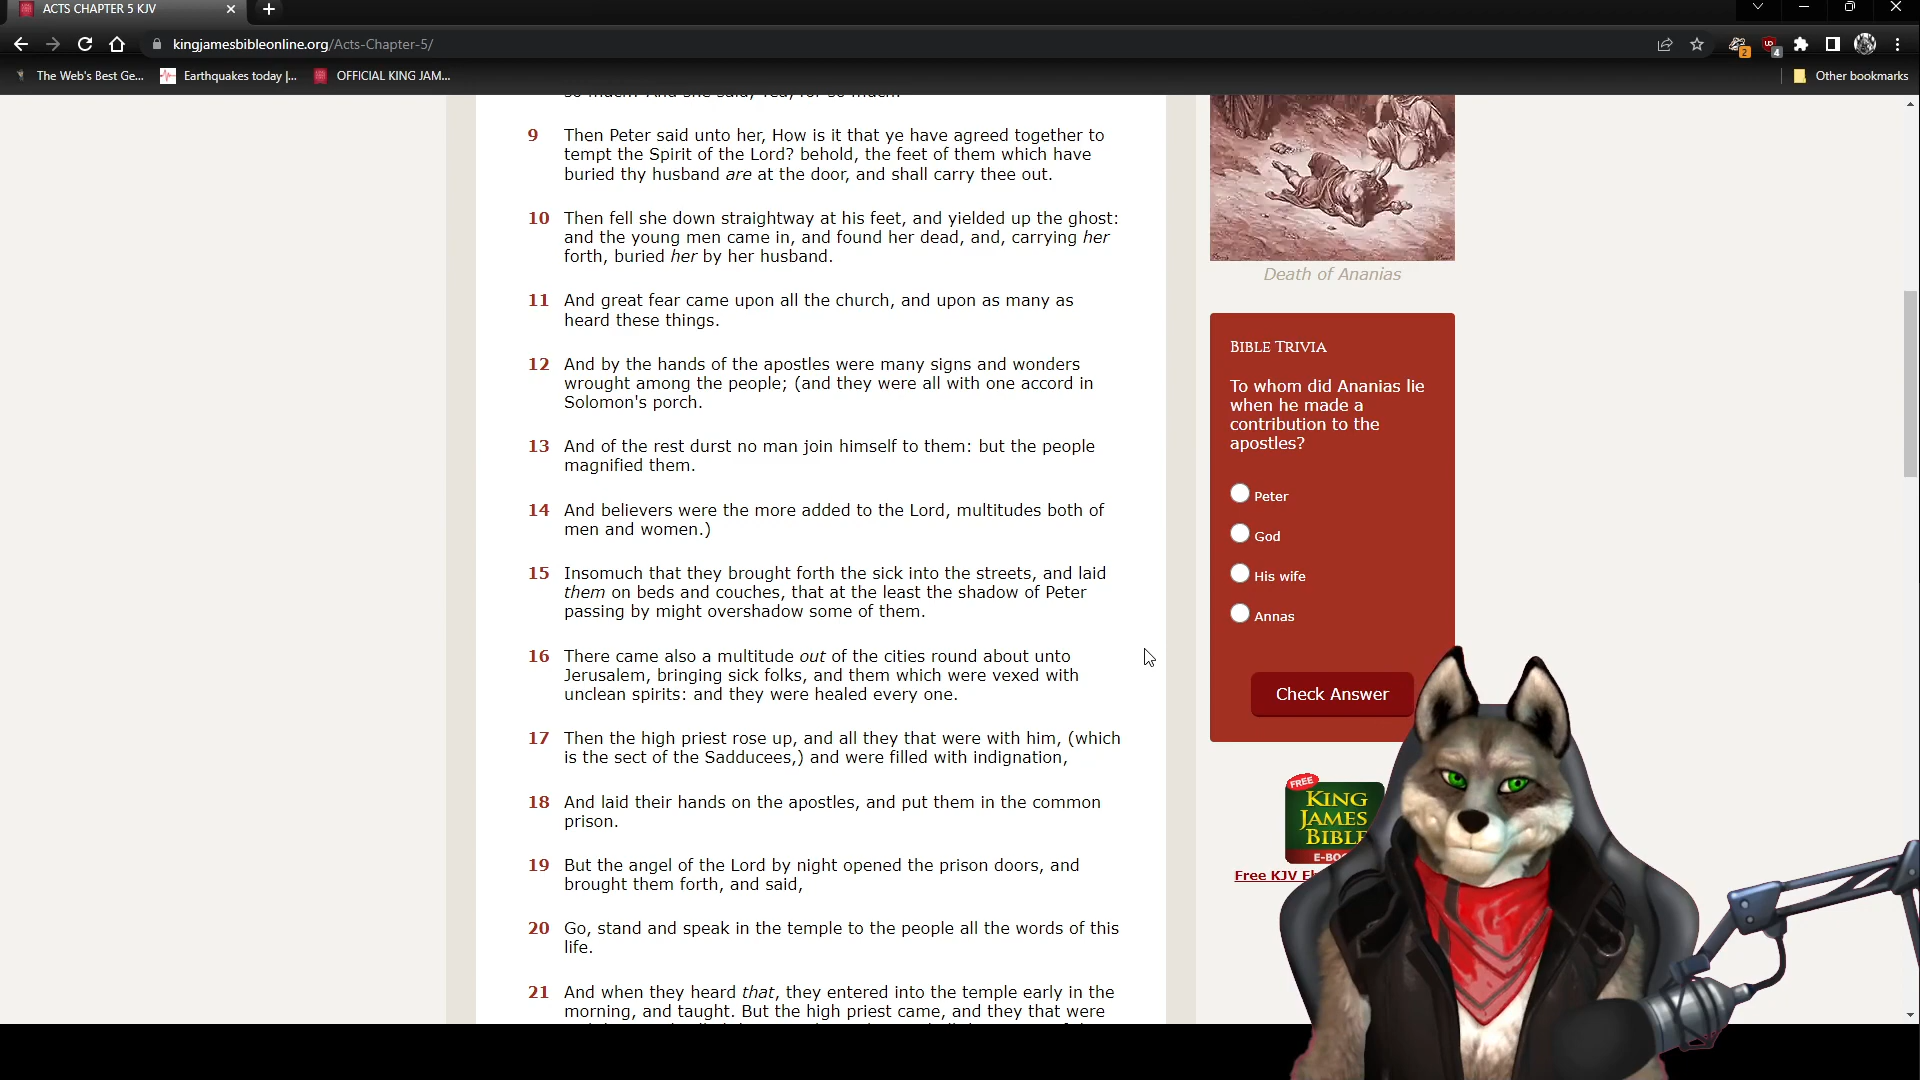 ACTS CHAPTER 5 KJV
kingjamesbibleonline.org/Acts-Chapter-5/
2
4
The Web's Best Ge...
Earthquakes today |...
OFFICIAL KING JAM...
Other bookmarks
9 Then Peter said unto her, How is it that ye have agreed together to
tempt the Spirit of the Lord? behold, the feet of them which have
buried thy husband are at the door, and shall carry thee out.
10 Then fell she down straightway at his feet, and yielded up the ghost:
and the young men came in, and found her dead, and, carrying her
forth, buried her by her husband.
11 And great fear came upon all the church, and upon as many as
heard these things.
12 And by the hands of the apostles were many signs and wonders
wrought among the people; (and they were all with one accord in
Solomon's porch.
13 And of the rest durst no man join himself to them: but the people
magnified them.
14 And believers were the more added to the Lord, multitudes both of
men and women.)
15 Insomuch that they brought forth the sick into the streets, and laid
them on beds and couches, that at the least the shadow of Peter
passing by might overshadow some of them.
16 There came also a multitude out of the cities round about unto
Jerusalem, bringing sick folks, and them which were vexed with
unclean spirits: and they were healed every one.
17 Then the high priest rose up, and all they that were with him, (which
is the sect of the Sadducees,) and were filled with indignation,
18 And laid their hands on the apostles, and put them in the common
prison.
19 But the angel of the Lord by night opened the prison doors, and
brought them forth, and said,
20 Go, stand and speak in the temple to the people all the words of this
life.
21 And when they heard that, they entered into the temple early in the
morning, and taught. But the high priest came, and they that were
Death of Ananias
BIBLE TRIVIA
To whom did Ananias lie
when he made a
contribution to the
apostles?
Peter
God
His wife
Annas
Check Answer
FREE
KING
JAMES
BIBLE
Free KJV